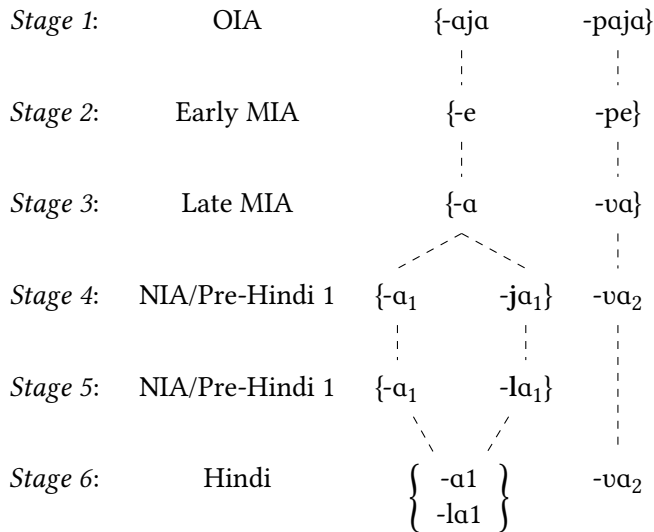 Stage 1: OIA {-ɑjɑ -pɑjɑ}
Stage 2: Early MIA {-e -pe}
Stage 3: Late MIA {-ɑ -ʋɑ}
Stage 4: NIA/Pre-Hindi 1 {-ɑ₁ -jɑ₁} -ʋɑ₂
Stage 5: NIA/Pre-Hindi 1 {-ɑ₁ -lɑ₁}
Stage 6: Hindi { -ɑ1 } -ʋɑ₂
-lɑ1